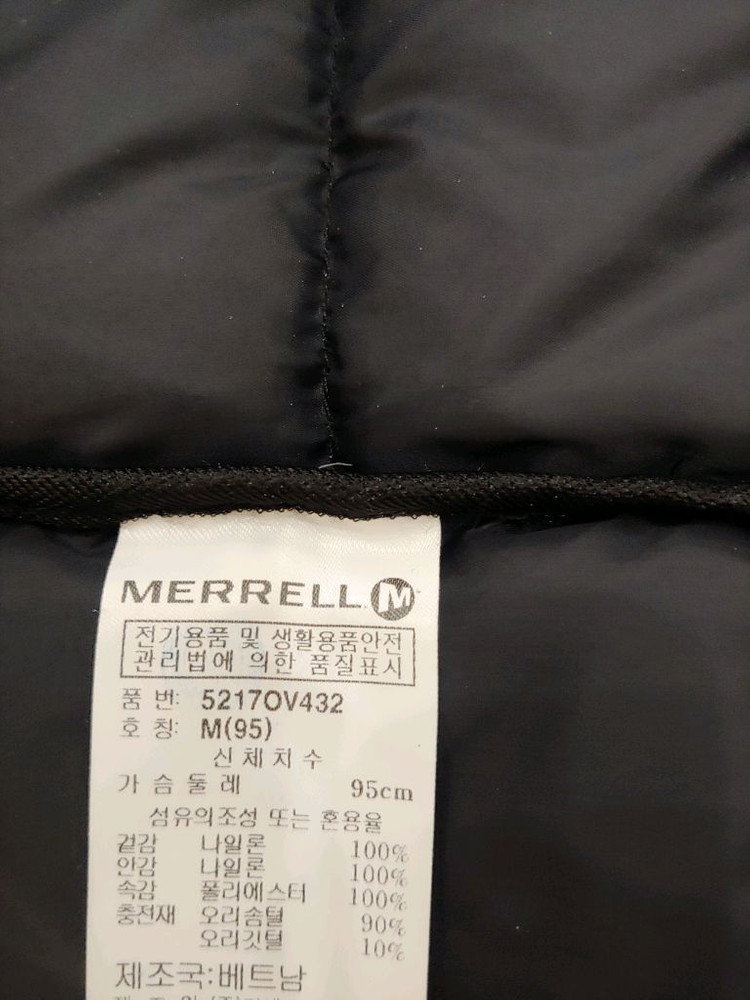 MERRELL M
전기용품 및 생활용품안전
관리법에 의한 품질표시
품 번: 5217OV432
호 칭: M(95)
신체치수
가슴둘레 95cm
섬유의조성 또는 혼용율
겉감 나일론 100%
안감 나일론 100%
속감 폴리에스터 100%
충전재 오리솜털 90%
오리깃털 10%
제조국:베트남